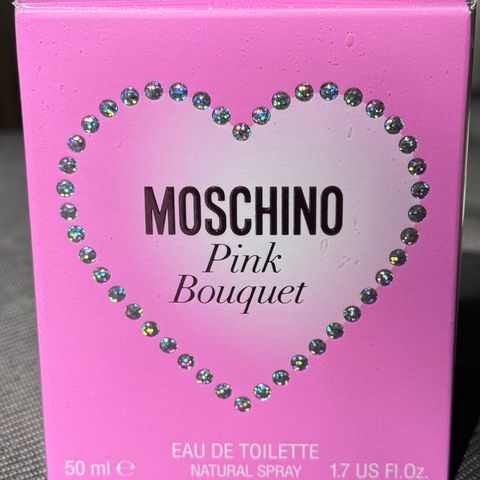 MOSCHINO
Pink
Bouquet
EAU DE TOILETTE
50 ml ℮ NATURAL SPRAY 1.7 US Fl.Oz.